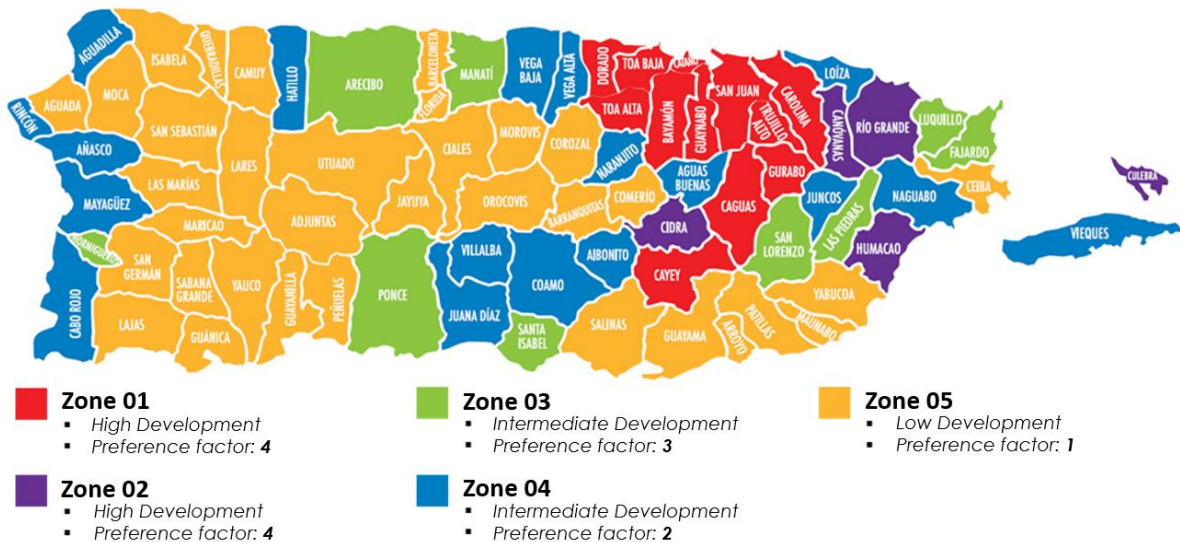 AGUADILLA
ISABELA
QUEBRADILLAS
CAMUY
HATILLO
ARECIBO
BARCELONETA
FLORIDA
MANATÍ
VEGA
BAJA
VEGA ALTA
DORADO
TOA BAJA
CATAÑO
TOA ALTA
BAYAMÓN
GUAYNABO
SAN JUAN
TRUJILLO
ALTO
CAROLINA
LOÍZA
CANÓVANAS
RÍO GRANDE
LUQUILLO
FAJARDO
CEIBA
CULEBRA
VIEQUES
RINCÓN
AGUADA
MOCA
SAN SEBASTIÁN
LARES
UTUADO
CIALES
MOROVIS
COROZAL
NARANJITO
AGUAS
BUENAS
GURABO
CAGUAS
JUNCOS
LAS PIEDRAS
NAGUABO
HUMACAO
AÑASCO
MAYAGÜEZ
LAS MARÍAS
MARICAO
ADJUNTAS
JAYUYA
OROCOVIS
BARRANQUITAS
COMERÍO
CIDRA
CAYEY
SAN
LORENZO
YABUCOA
HORMIGUEROS
CABO ROJO
SAN
GERMÁN
SABANA
GRANDE
YAUCO
GUAYANILLA
PEÑUELAS
PONCE
VILLALBA
JUANA DÍAZ
COAMO
AIBONITO
SANTA
ISABEL
SALINAS
GUAYAMA
ARROYO
PATILLAS
MAUNABO
LAJAS
GUÁNICA
Zone 01
▪ High Development
▪ Preference factor: 4
Zone 02
▪ High Development
▪ Preference factor: 4
Zone 03
▪ Intermediate Development
▪ Preference factor: 3
Zone 04
▪ Intermediate Development
▪ Preference factor: 2
Zone 05
▪ Low Development
▪ Preference factor: 1